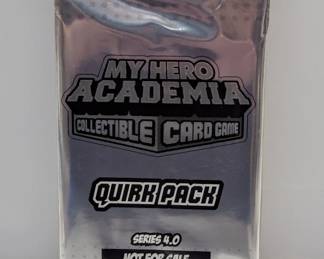 MY HERO
ACADEMIA
COLLECTIBLE CARD GAME
QUIRK PACK
SERIES 4.0
NOT FOR SALE